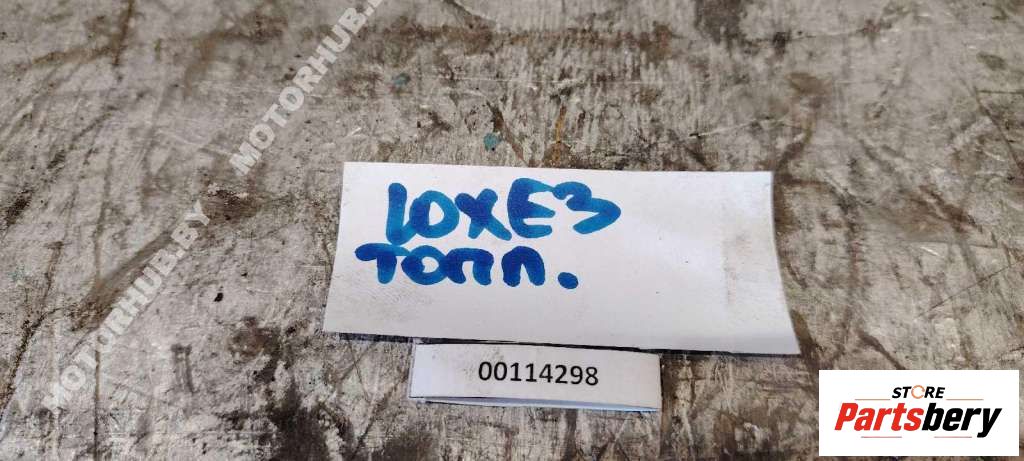 MOTORHUB.BY
MOTORHUB.BY
10XE3
ТОПЛ.
00114298
STORE
Partsbery